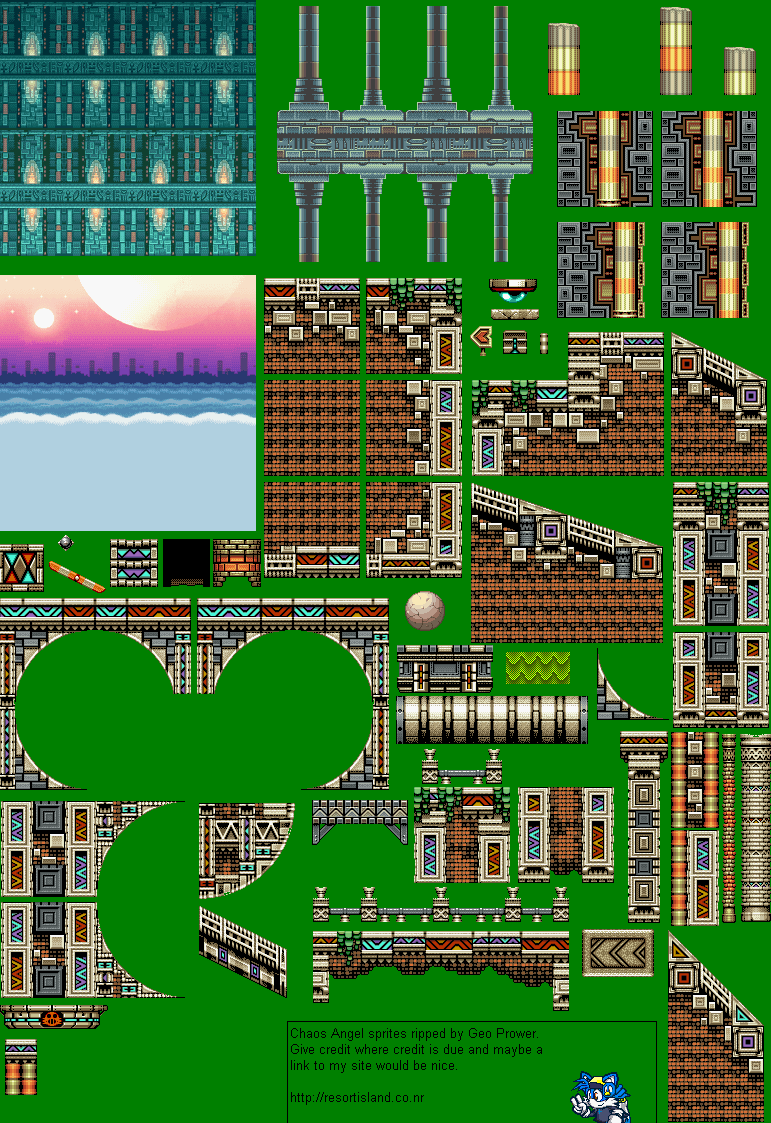 Chaos Angel sprites ripped by Geo Prower.
Give credit where credit is due and maybe a
link to my site would be nice.
http://resortisland.co.nr